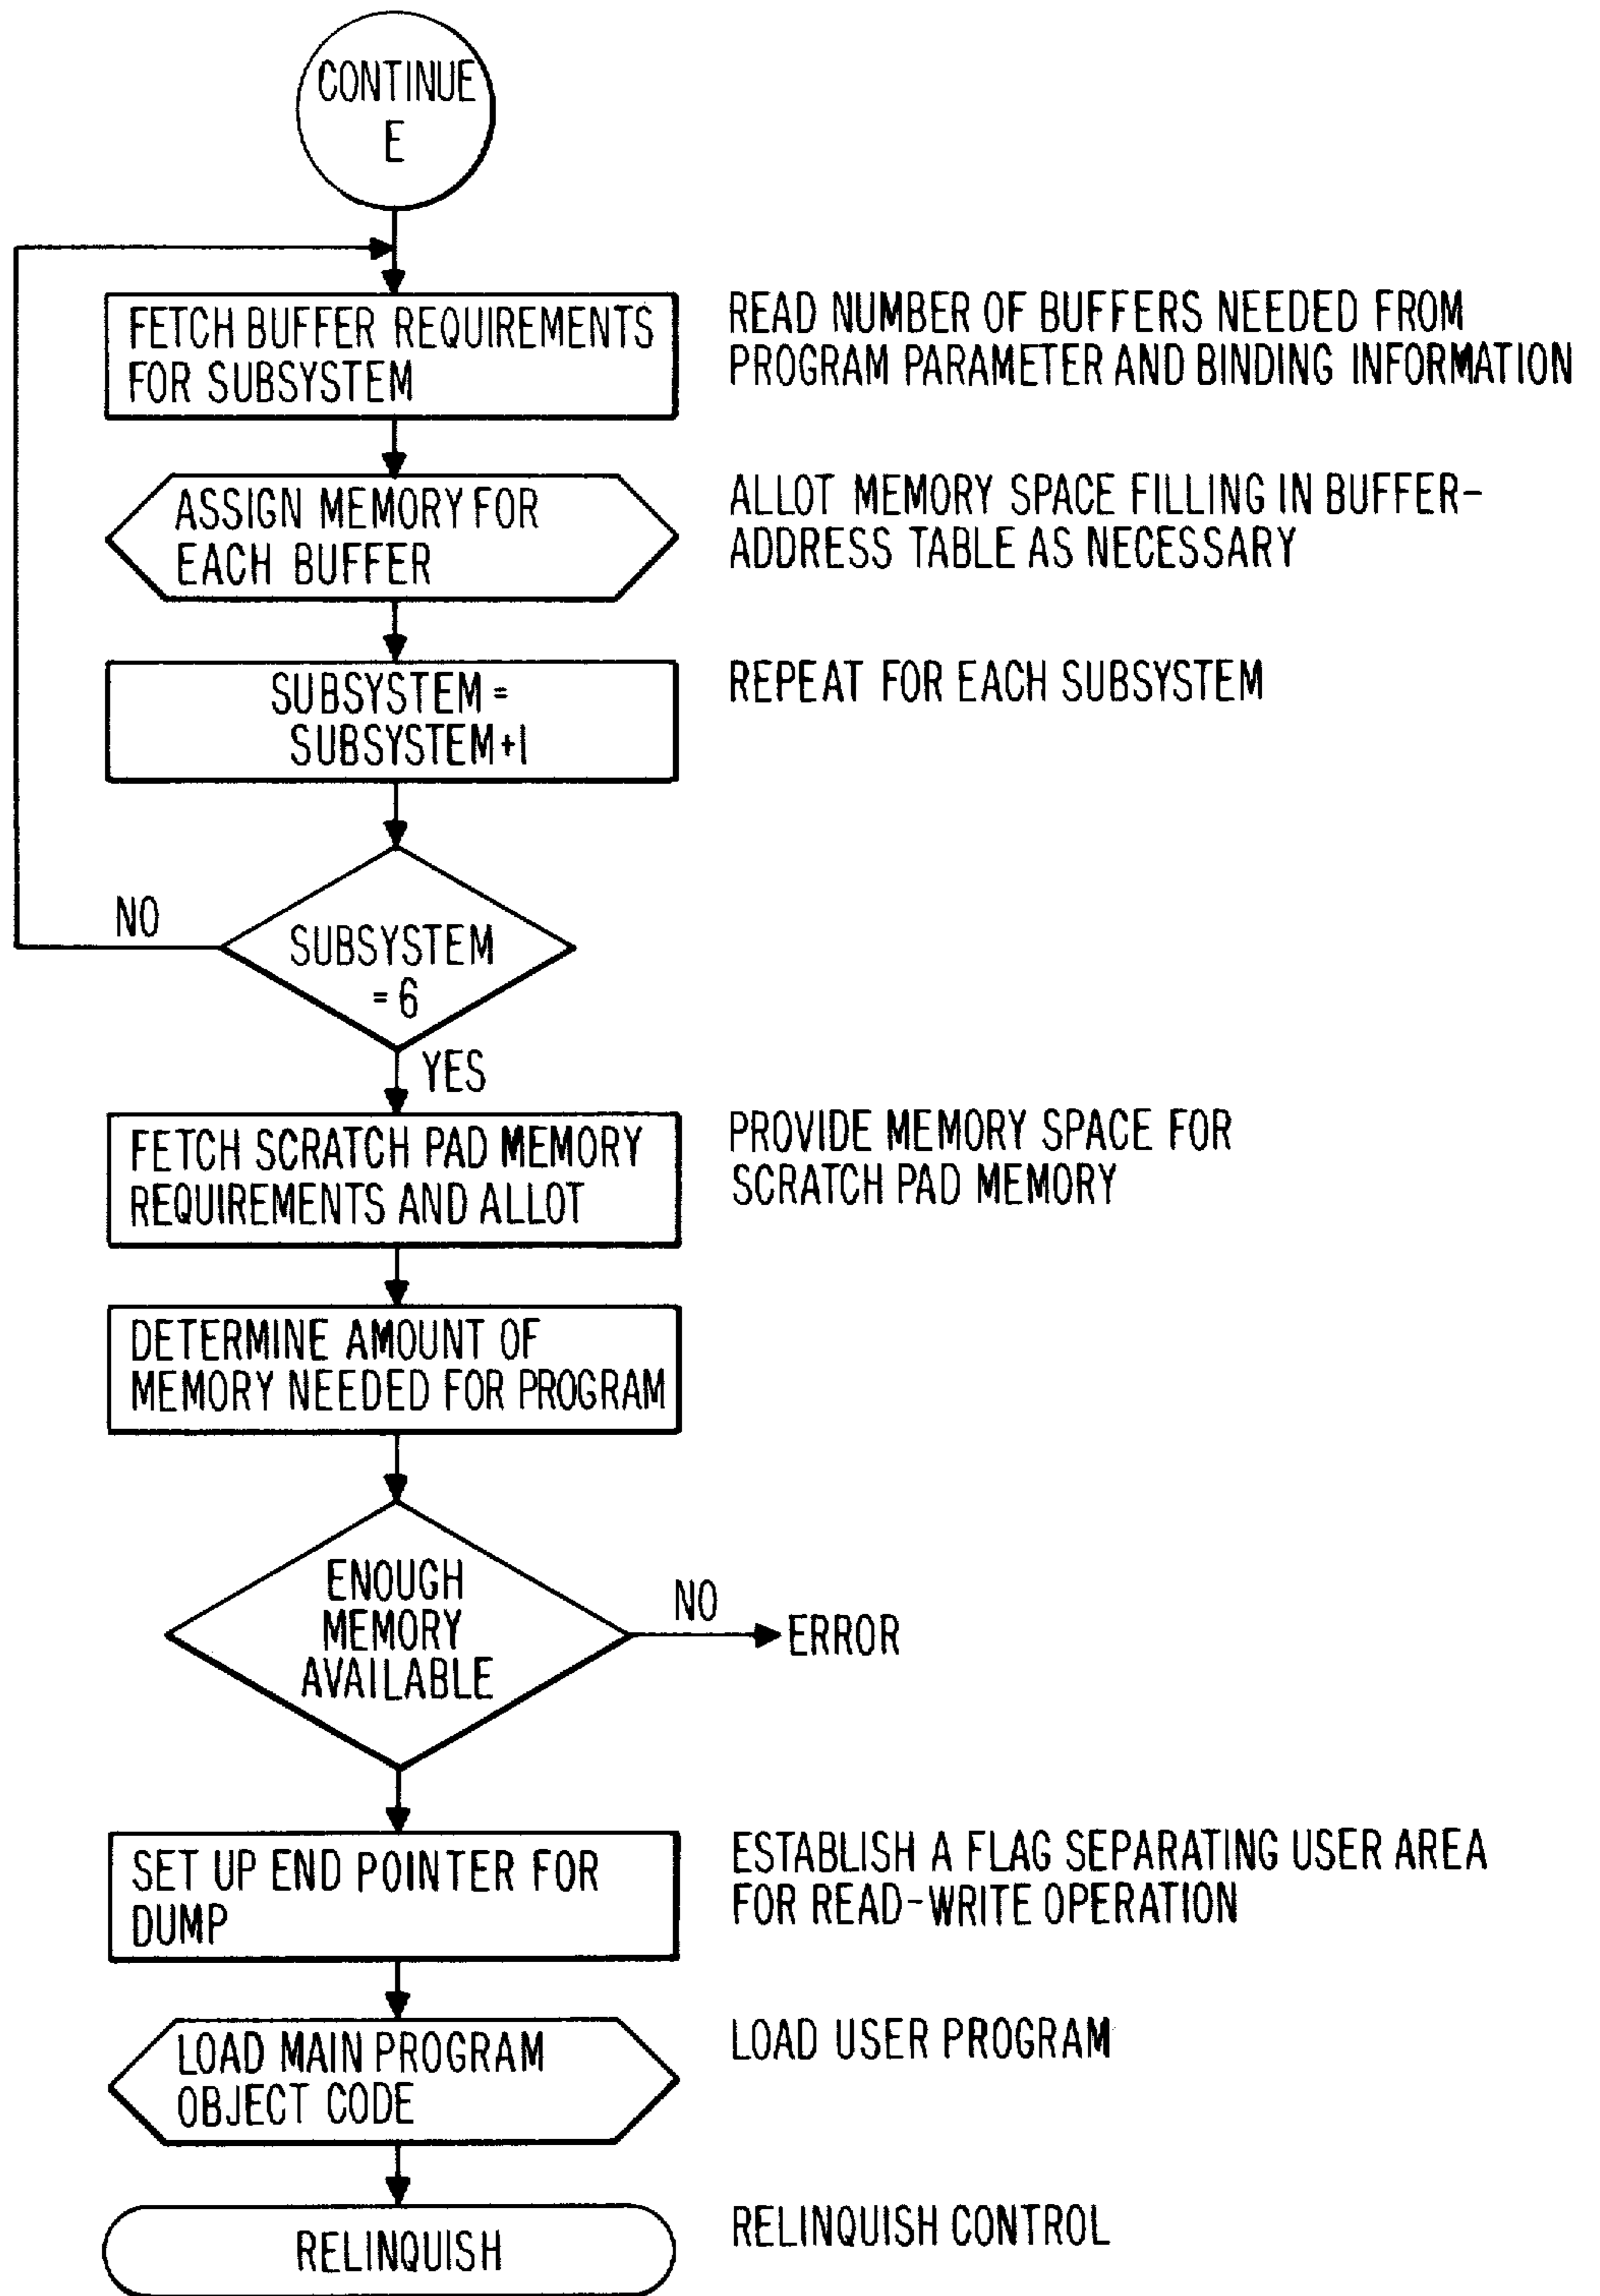 CONTINUE
E
FETCH BUFFER REQUIREMENTS
FOR SUBSYSTEM
READ NUMBER OF BUFFERS NEEDED FROM
PROGRAM PARAMETER AND BINDING INFORMATION
ASSIGN MEMORY FOR
EACH BUFFER
ALLOT MEMORY SPACE FILLING IN BUFFER-
ADDRESS TABLE AS NECESSARY
SUBSYSTEM =
SUBSYSTEM+1
REPEAT FOR EACH SUBSYSTEM
NO
SUBSYSTEM
= 6
YES
FETCH SCRATCH PAD MEMORY
REQUIREMENTS AND ALLOT
PROVIDE MEMORY SPACE FOR
SCRATCH PAD MEMORY
DETERMINE AMOUNT OF
MEMORY NEEDED FOR PROGRAM
ENOUGH
MEMORY
AVAILABLE
NO
ERROR
SET UP END POINTER FOR
DUMP
ESTABLISH A FLAG SEPARATING USER AREA
FOR READ-WRITE OPERATION
LOAD MAIN PROGRAM
OBJECT CODE
LOAD USER PROGRAM
RELINQUISH
RELINQUISH CONTROL